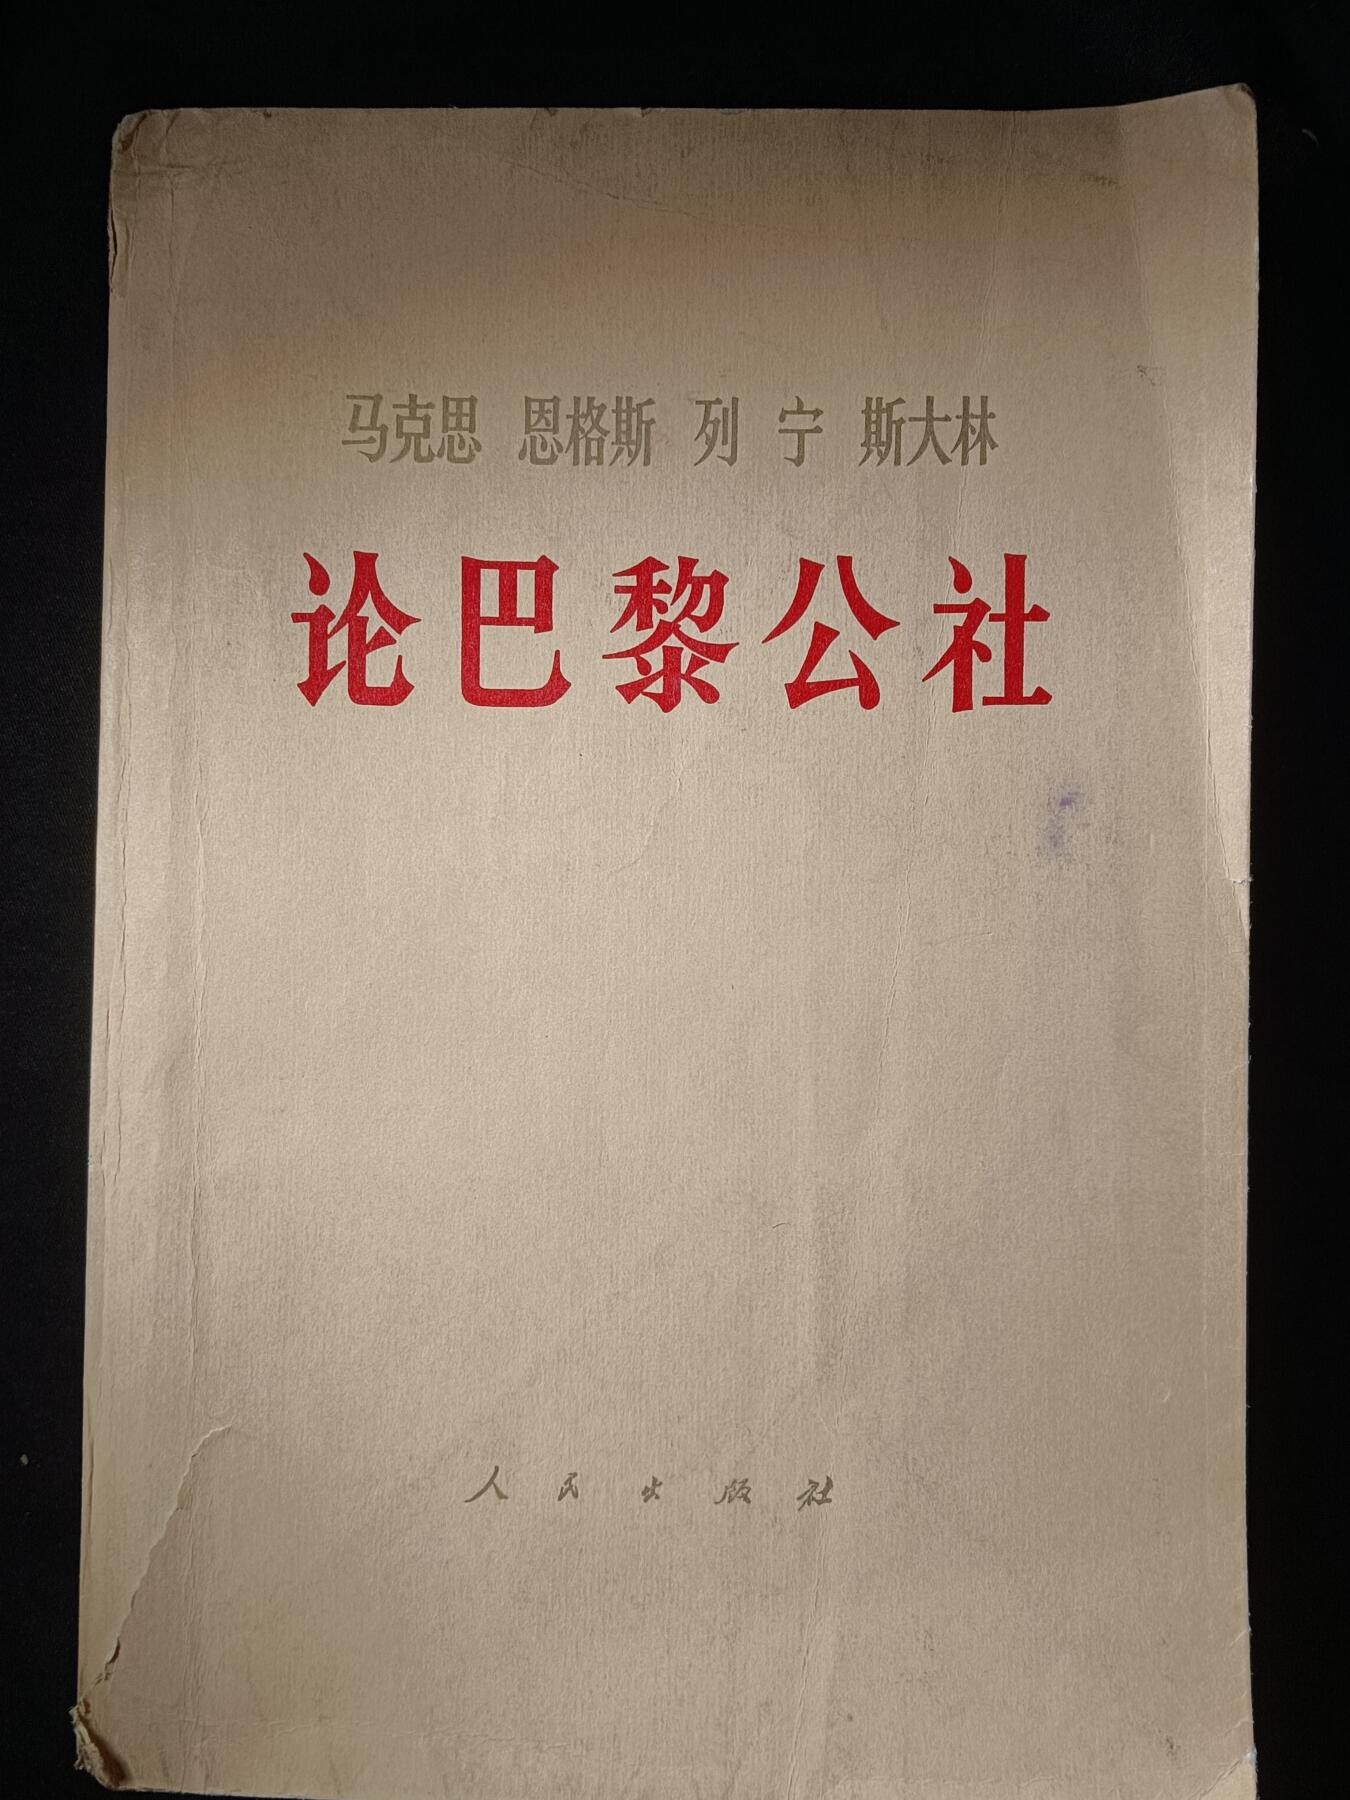 马克思 恩格斯 列宁 斯大林
论巴黎公社
人民出版社